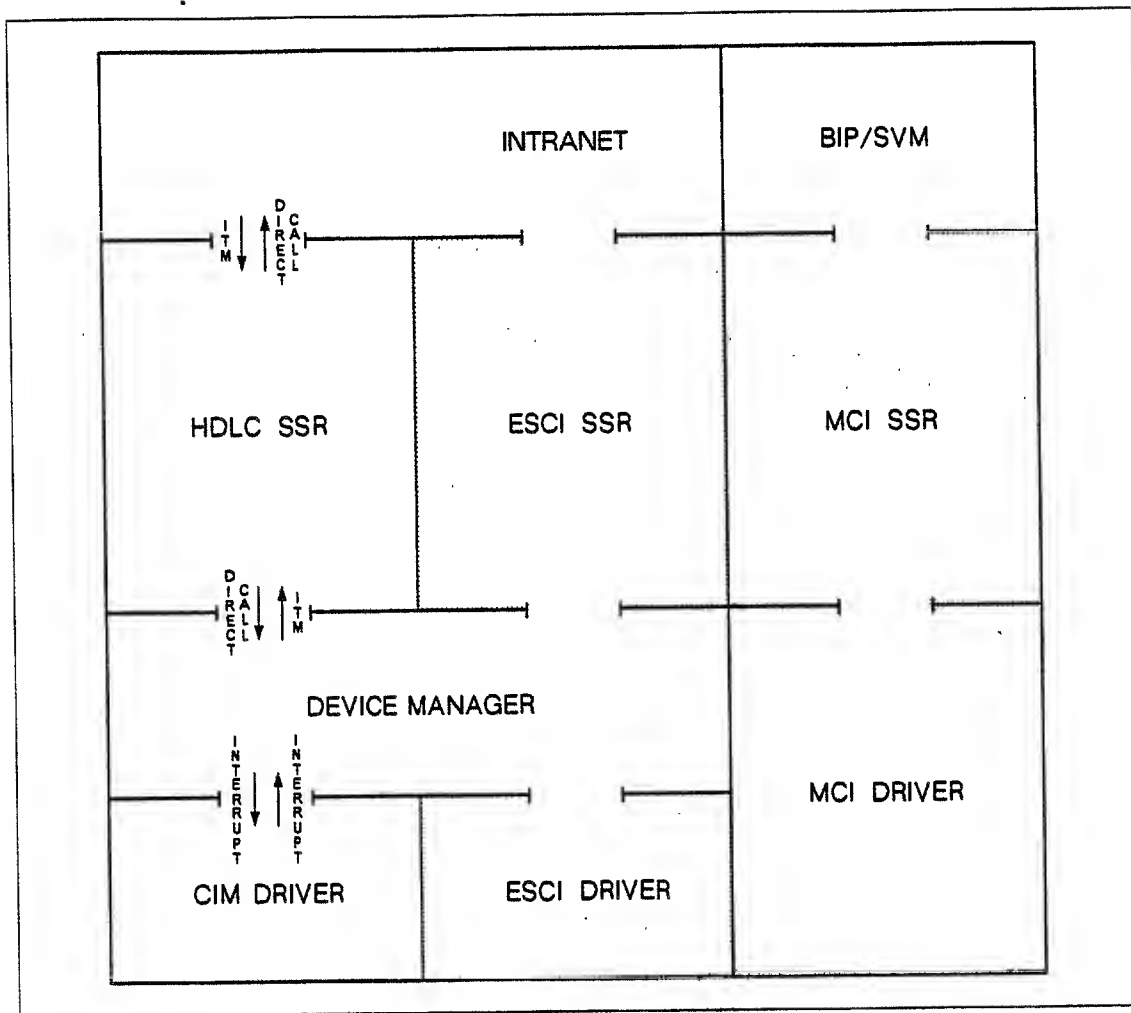 INTRANET
BIP/SVM
ITM
DIRECT
CALL
HDLC SSR
ESCI SSR
MCI SSR
DIRECT
CALL
ITM
DEVICE MANAGER
INTERRUPT
INTERRUPT
MCI DRIVER
CIM DRIVER
ESCI DRIVER